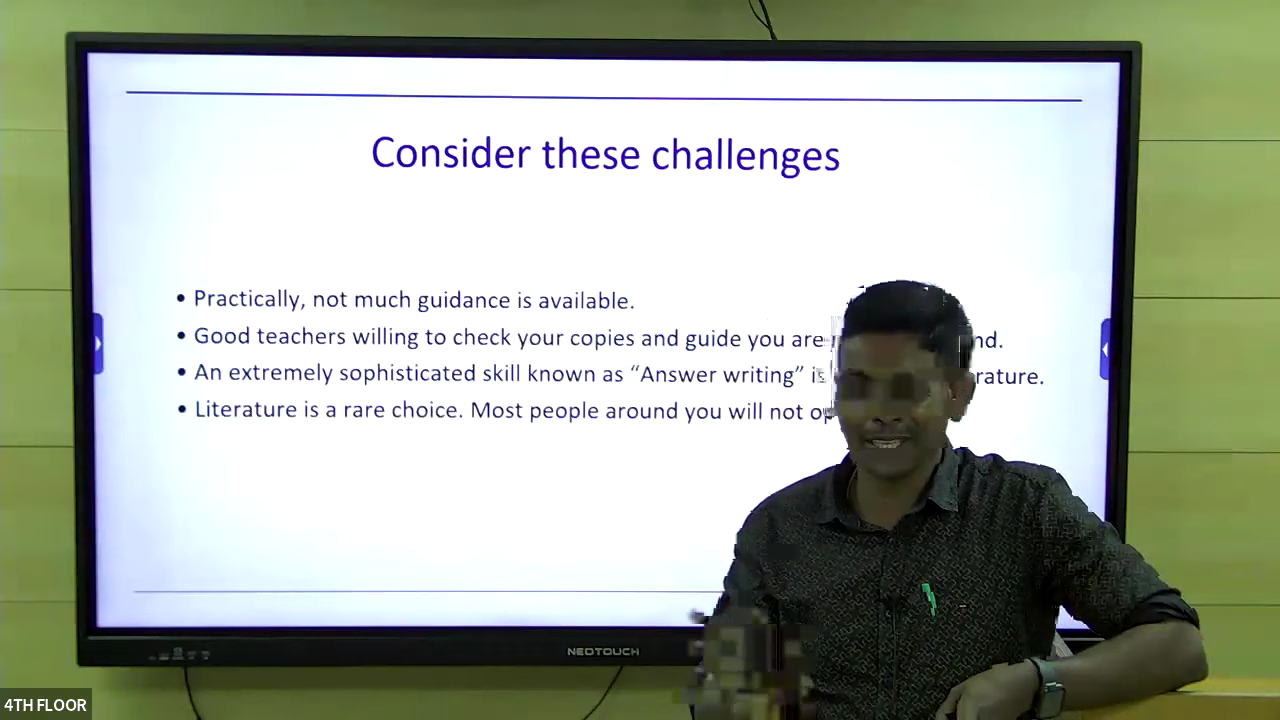 Consider these challenges
• Practically, not much guidance is available.
• Good teachers willing to check your copies and guide you are nd.
• An extremely sophisticated skill known as “Answer writing” is rature.
• Literature is a rare choice. Most people around you will not op
NEOTOUCH
4TH FLOOR